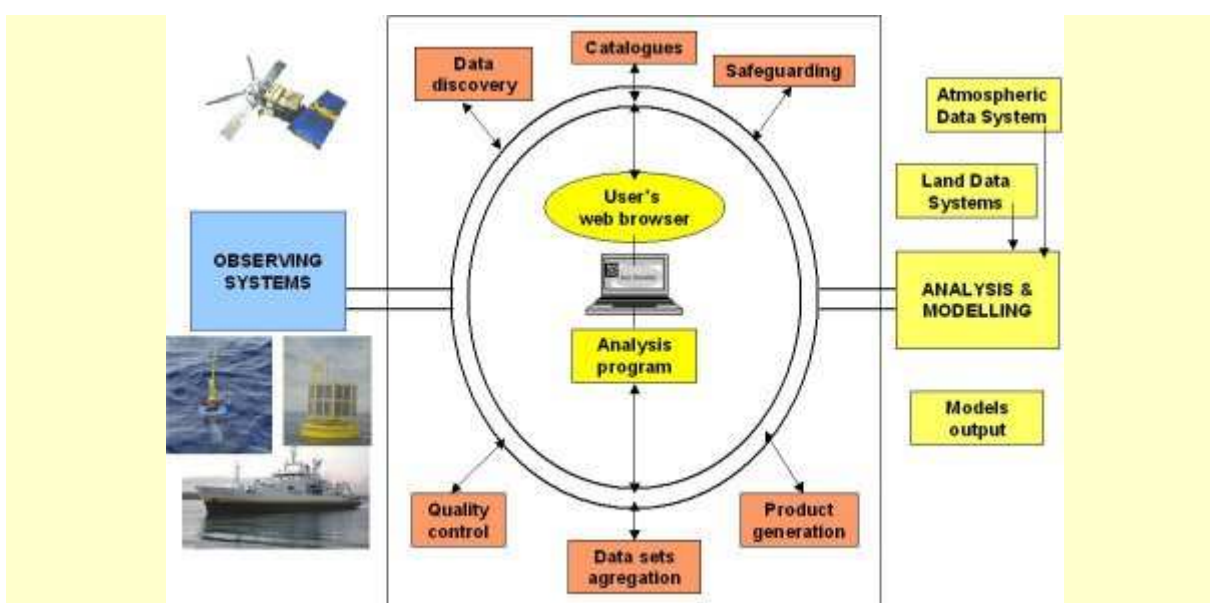 Catalogues
Data
discovery
Safeguarding
Atmospheric
Data System
Land Data
Systems
User's
web browser
OBSERVING
SYSTEMS
ANALYSIS &
MODELLING
Analysis
program
Models
output
Quality
control
Product
generation
Data sets
agregation